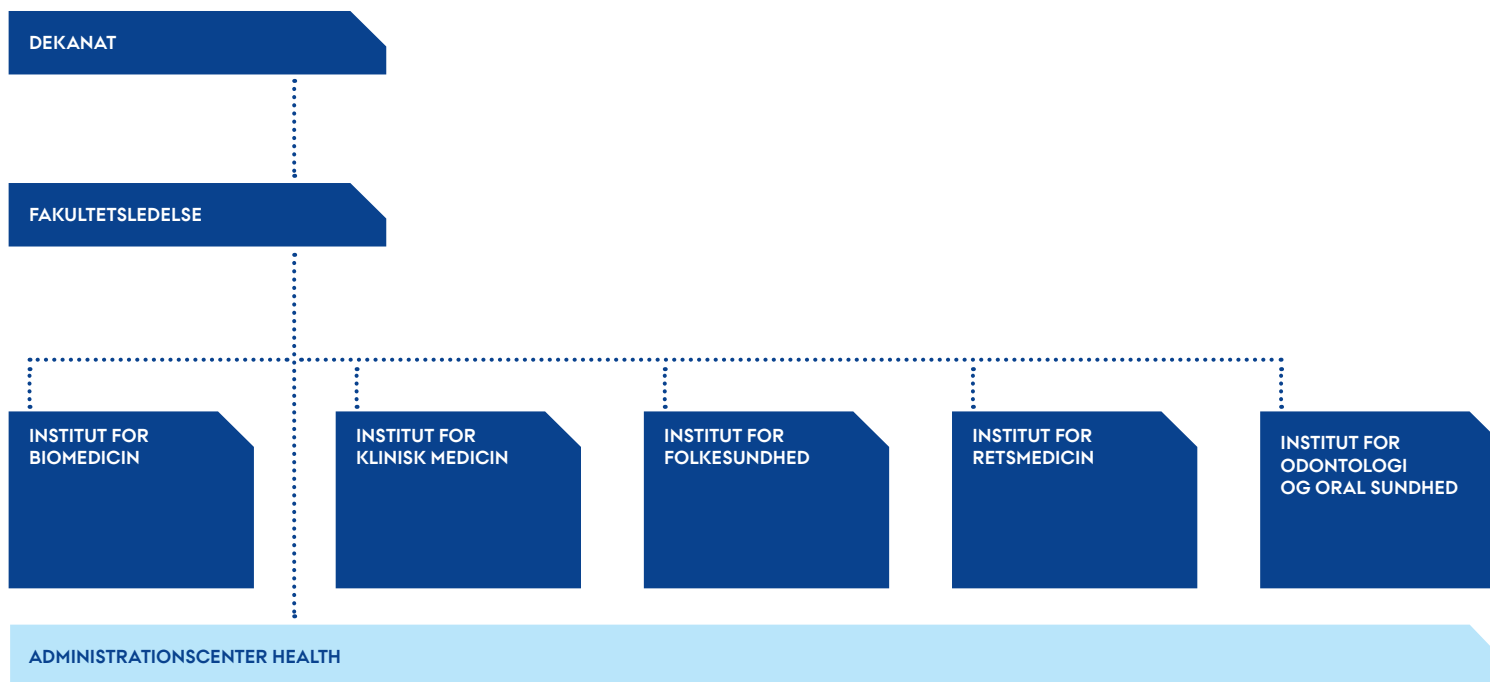 DEKANAT
FAKULTETSLEDELSE
INSTITUT FOR
BIOMEDICIN
INSTITUT FOR
KLINISK MEDICIN
INSTITUT FOR
FOLKESUNDHED
INSTITUT FOR
RETSMEDICIN
INSTITUT FOR
ODONTOLOGI
OG ORAL SUNDHED
ADMINISTRATIONSCENTER HEALTH